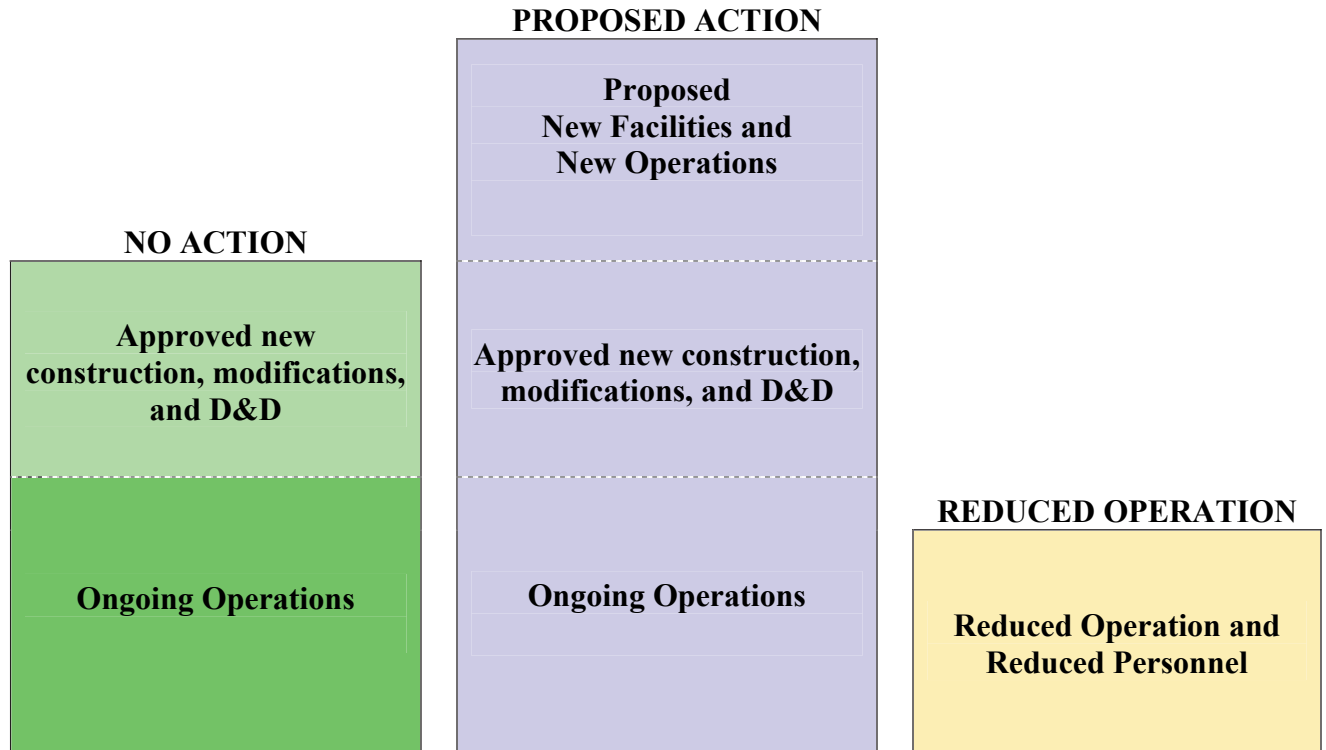 PROPOSED ACTION
Proposed
New Facilities and
New Operations
NO ACTION
Approved new
construction, modifications,
and D&D
Approved new construction,
modifications, and D&D
REDUCED OPERATION
Ongoing Operations
Ongoing Operations
Reduced Operation and
Reduced Personnel